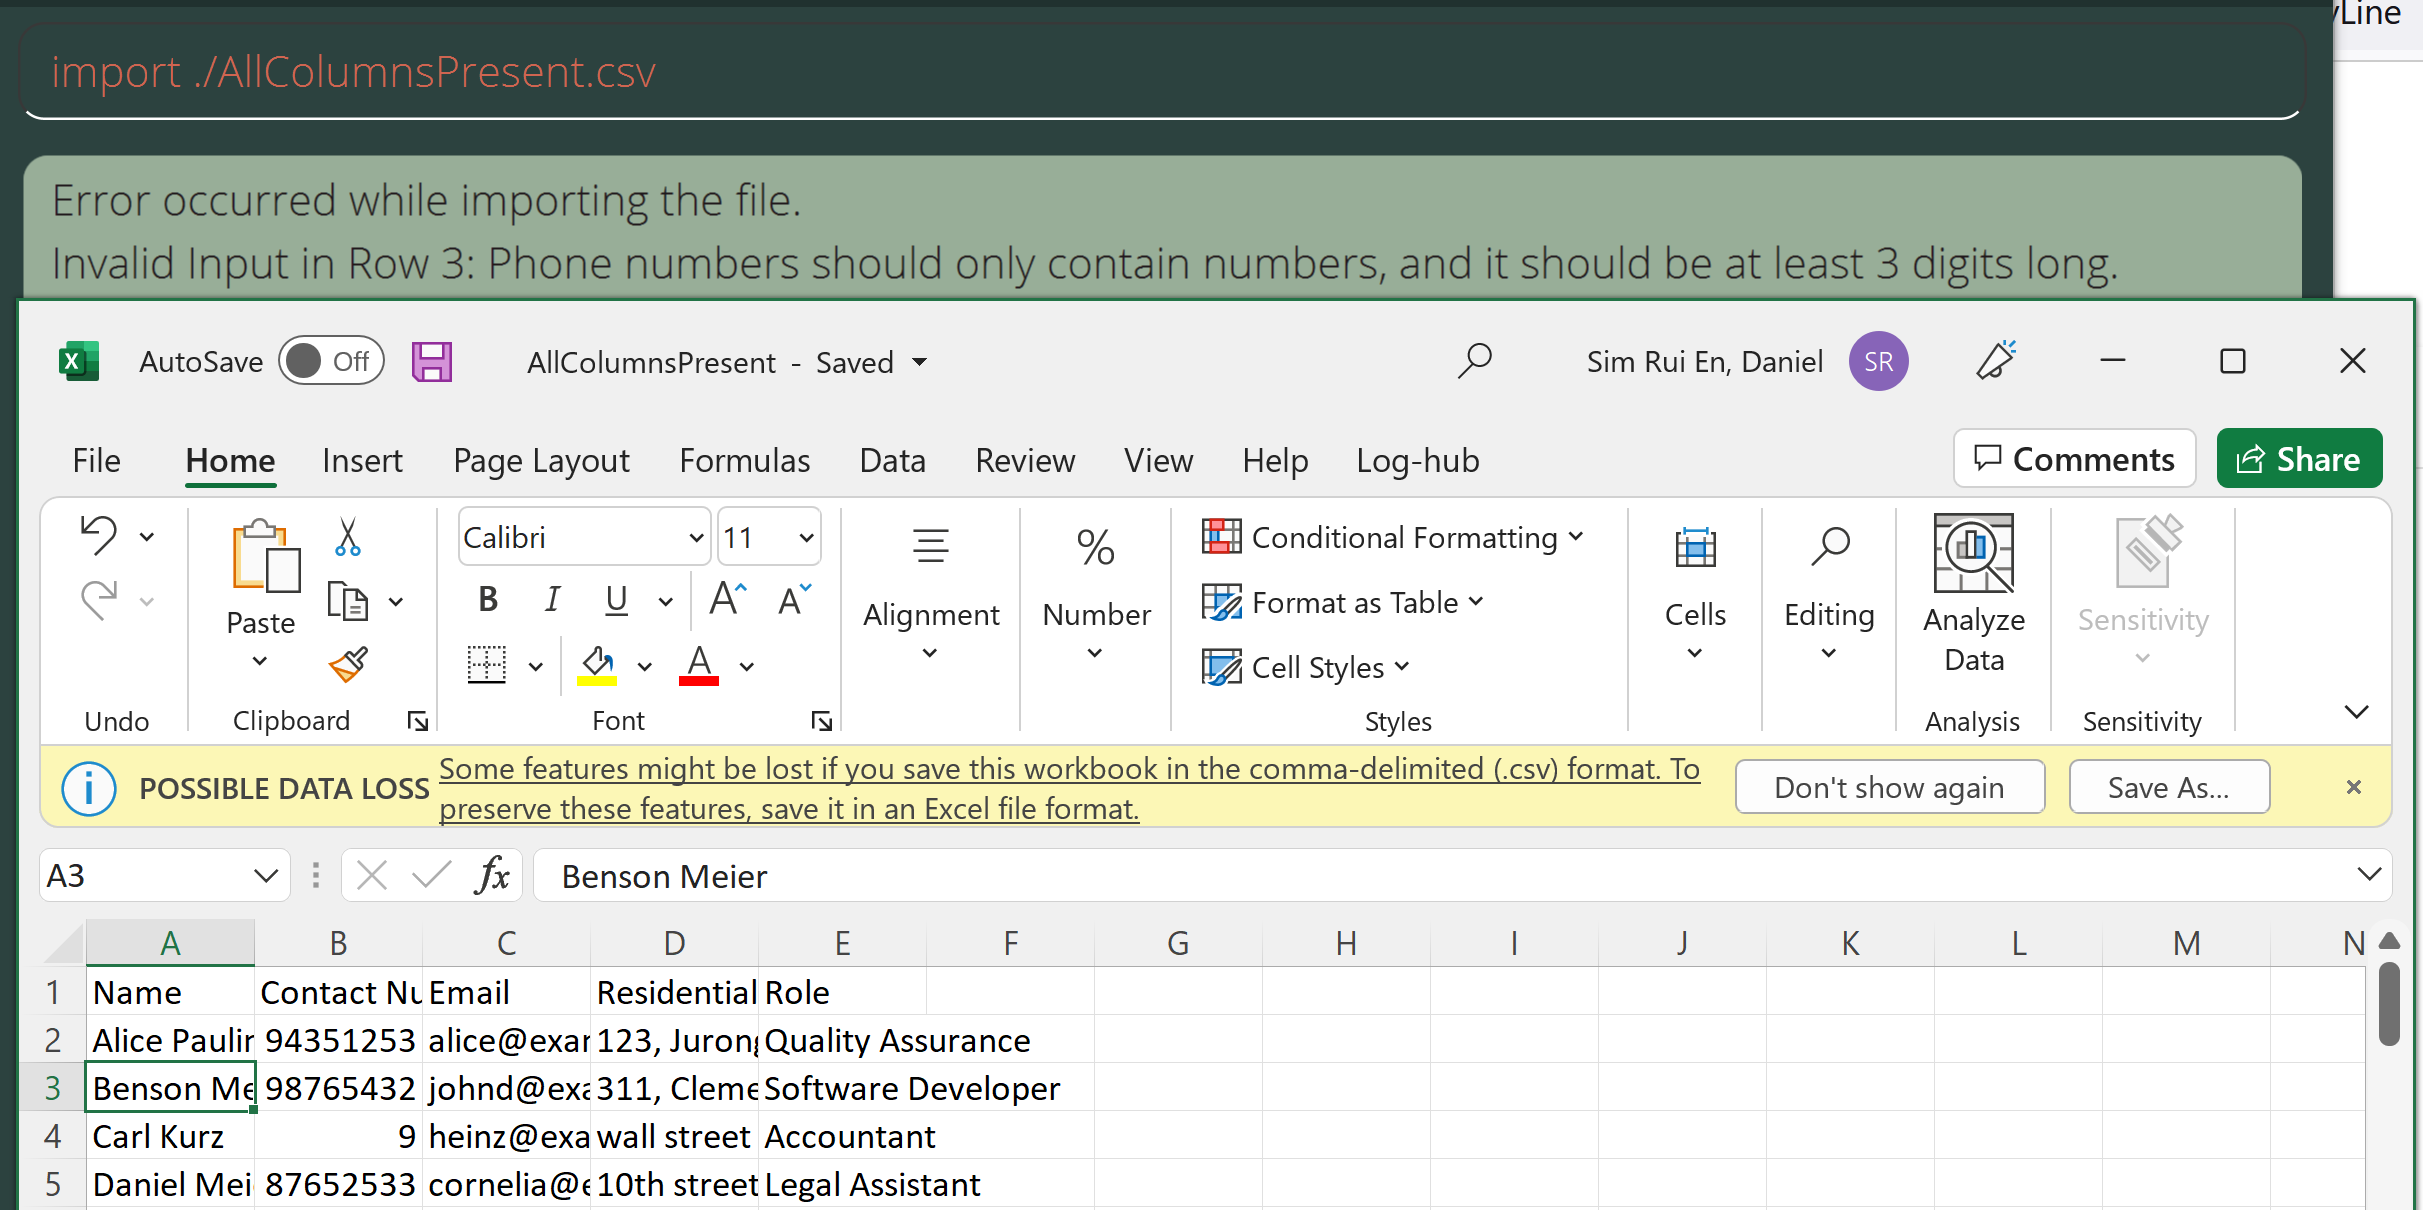 yLine
import ./AllColumnsPresent.csv
Error occurred while importing the file.
Invalid Input in Row 3: Phone numbers should only contain numbers, and it should be at least 3 digits long.
X AutoSave Off AllColumnsPresent - Saved Sim Rui En, Daniel SR
File Home Insert Page Layout Formulas Data Review View Help Log-hub Comments Share
Calibri 11 % Conditional Formatting
B I U A A Format as Table
Paste Alignment Number Cells Editing Analyze Data Sensitivity
A Cell Styles
Undo Clipboard Font Styles Analysis Sensitivity
POSSIBLE DATA LOSS Some features might be lost if you save this workbook in the comma-delimited (.csv) format. To
preserve these features, save it in an Excel file format. Don't show again Save As...
A3 fx Benson Meier
A B C D E F G H I J K L M N
1 Name Contact Nu Email Residential Role
2 Alice Paulin 94351253 alice@exam 123, Jurong Quality Assurance
3 Benson Me 98765432 johnd@exa 311, Cleme Software Developer
4 Carl Kurz 9 heinz@exa wall street Accountant
5 Daniel Mei 87652533 cornelia@e 10th street Legal Assistant